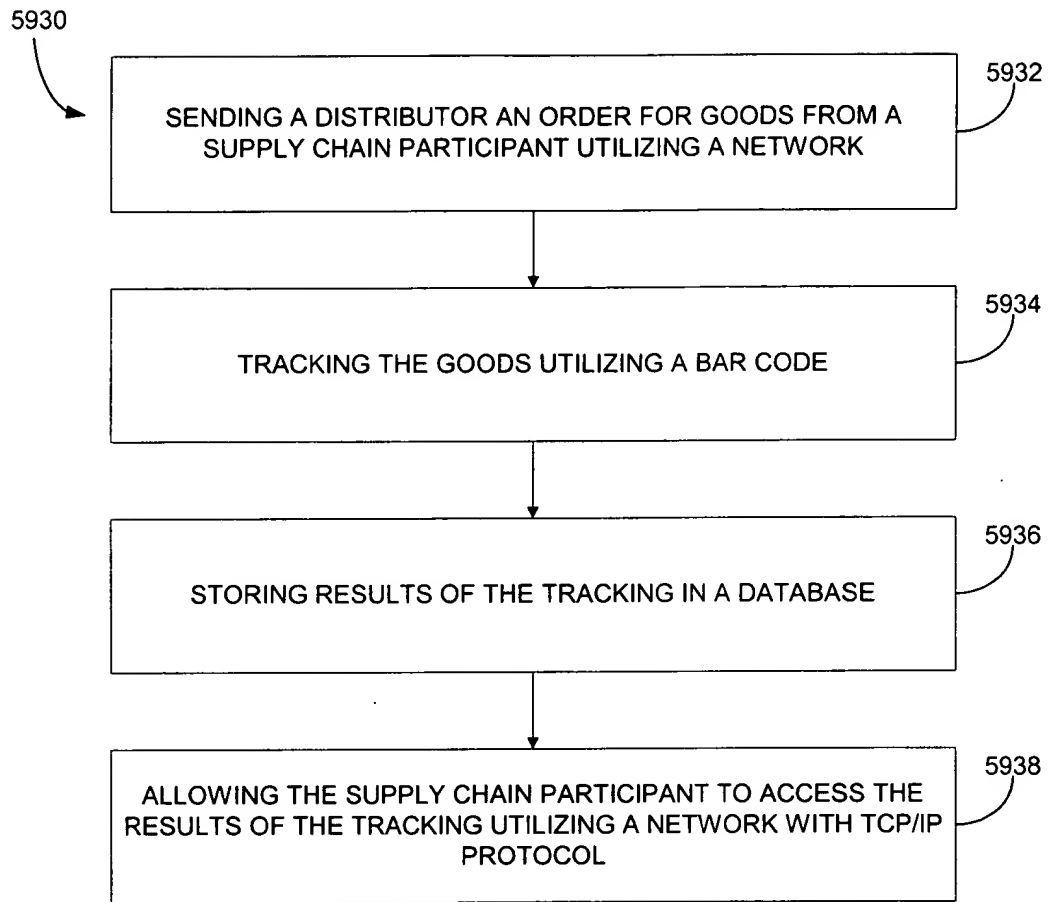 5930
5932
SENDING A DISTRIBUTOR AN ORDER FOR GOODS FROM A
SUPPLY CHAIN PARTICIPANT UTILIZING A NETWORK
5934
TRACKING THE GOODS UTILIZING A BAR CODE
5936
STORING RESULTS OF THE TRACKING IN A DATABASE
5938
ALLOWING THE SUPPLY CHAIN PARTICIPANT TO ACCESS THE
RESULTS OF THE TRACKING UTILIZING A NETWORK WITH TCP/IP
PROTOCOL